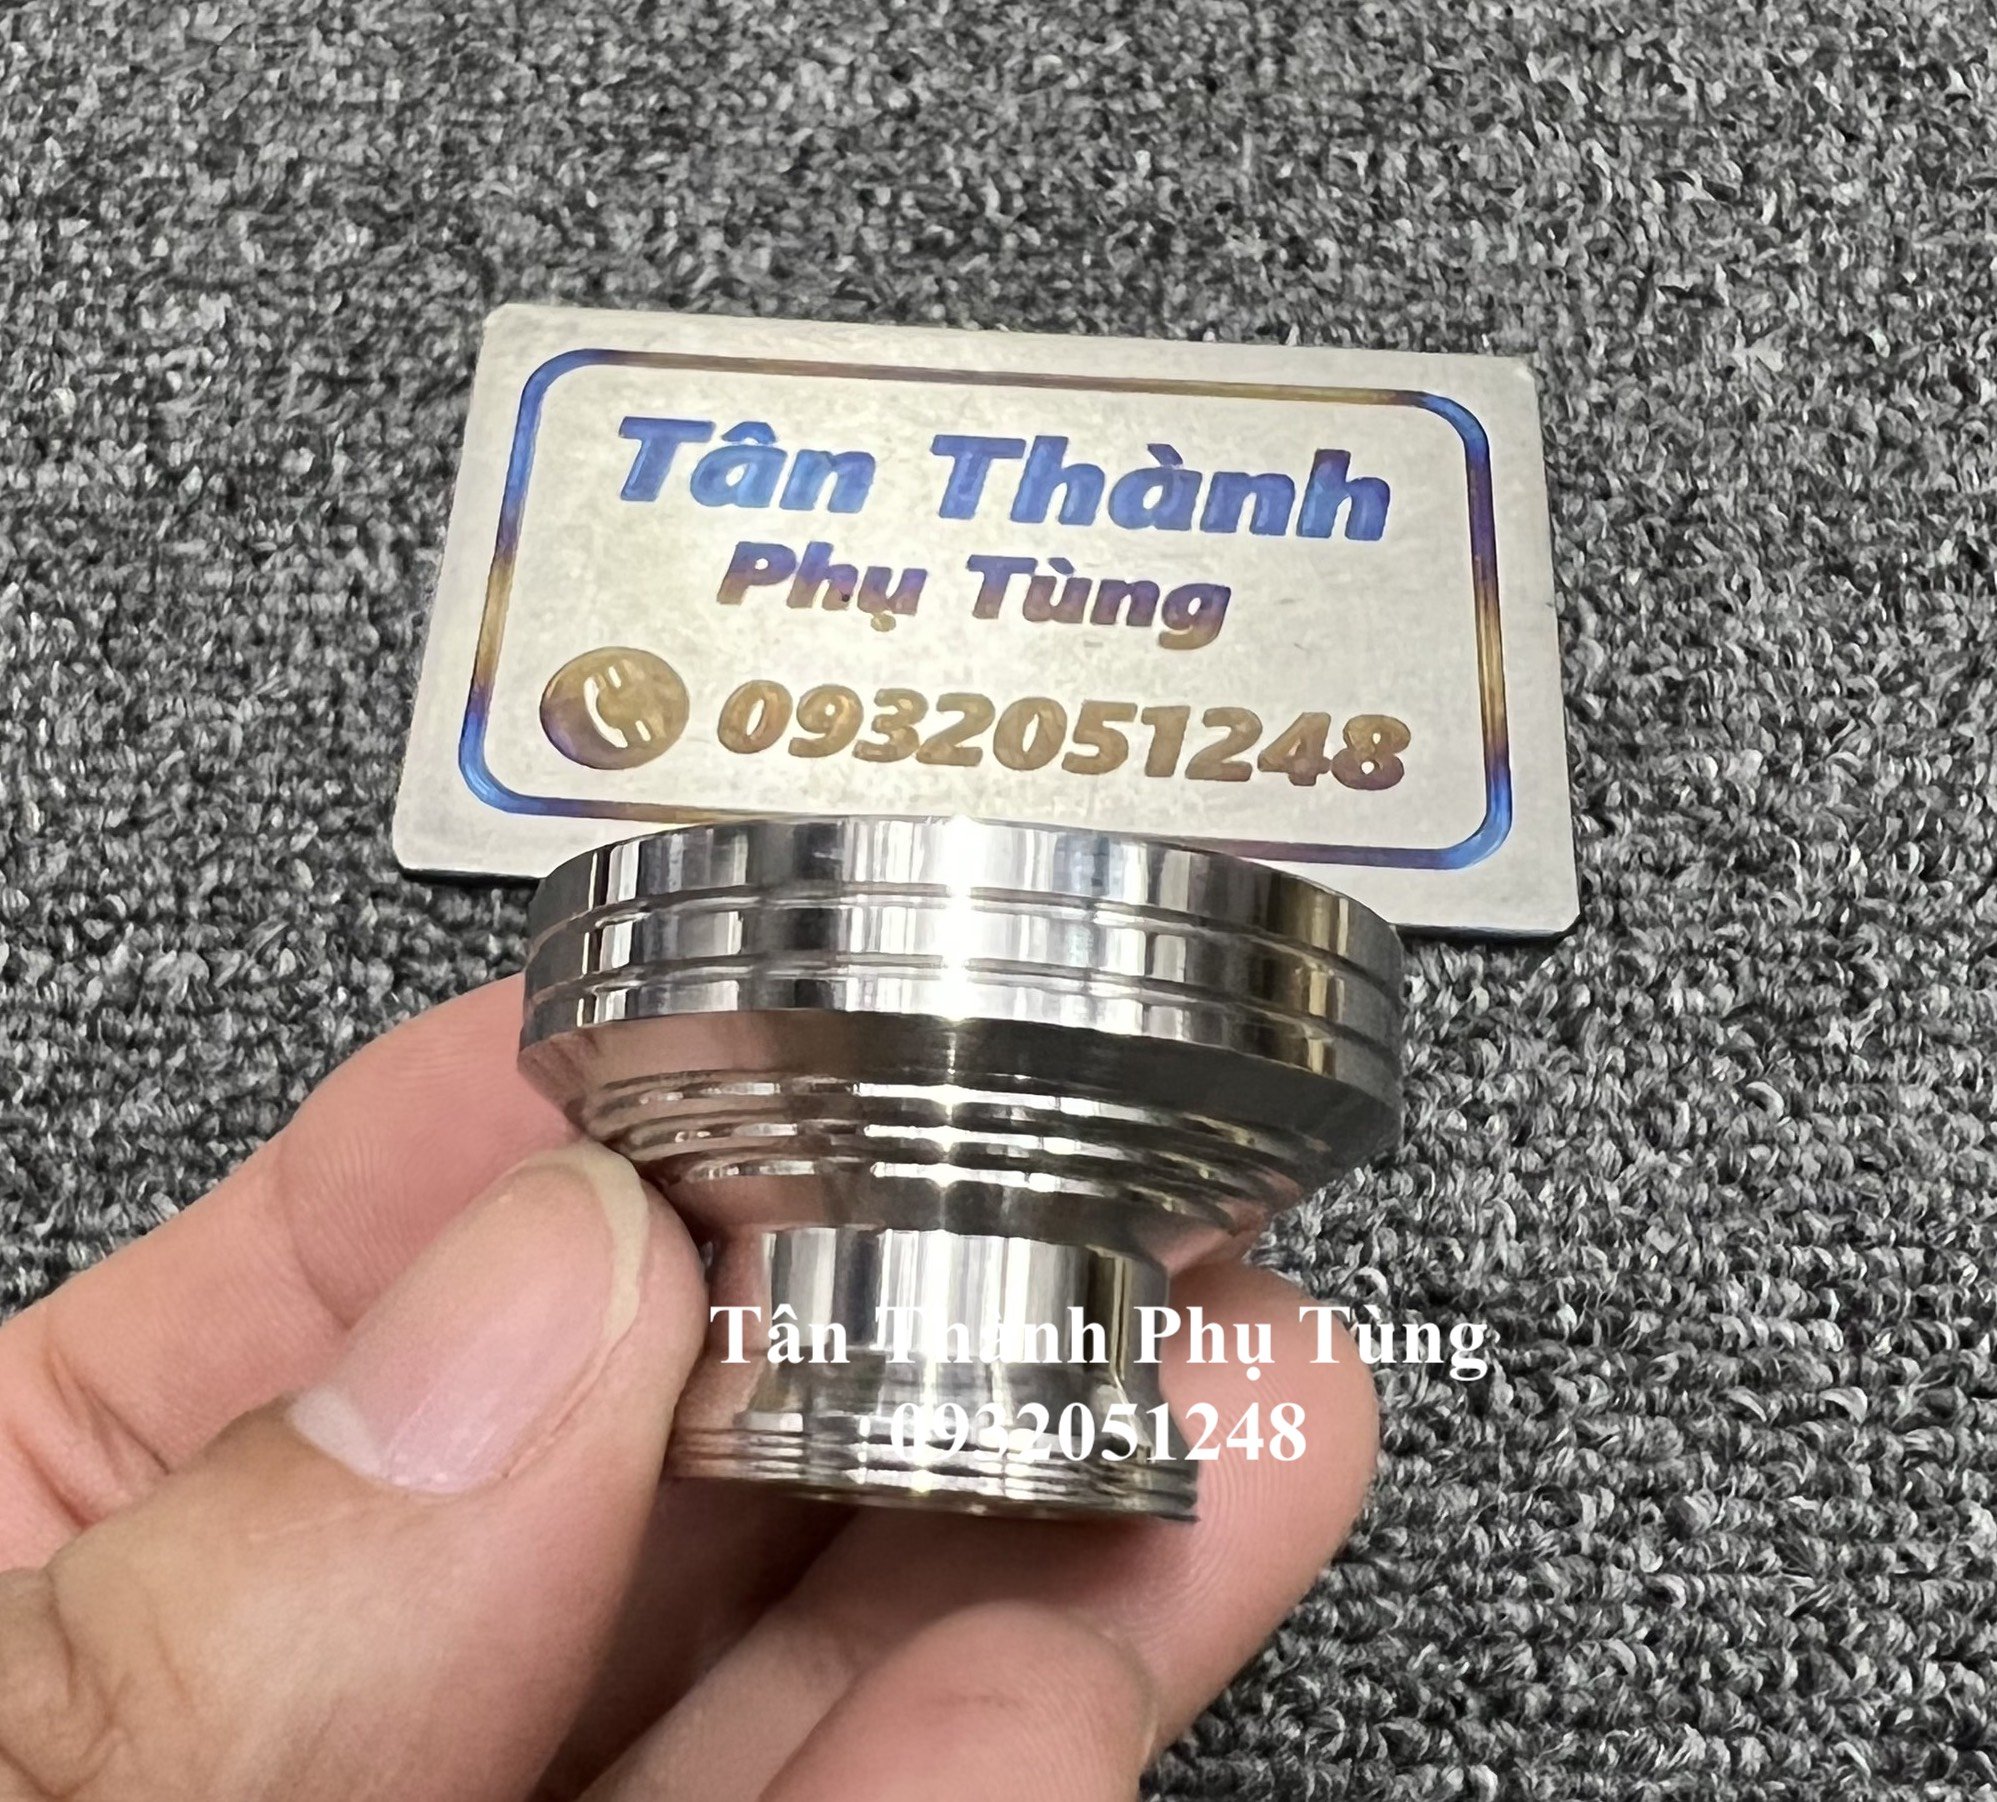 Tân Thành
Phụ Tùng
0932051248
Tân Thành Phụ Tùng
0932051248